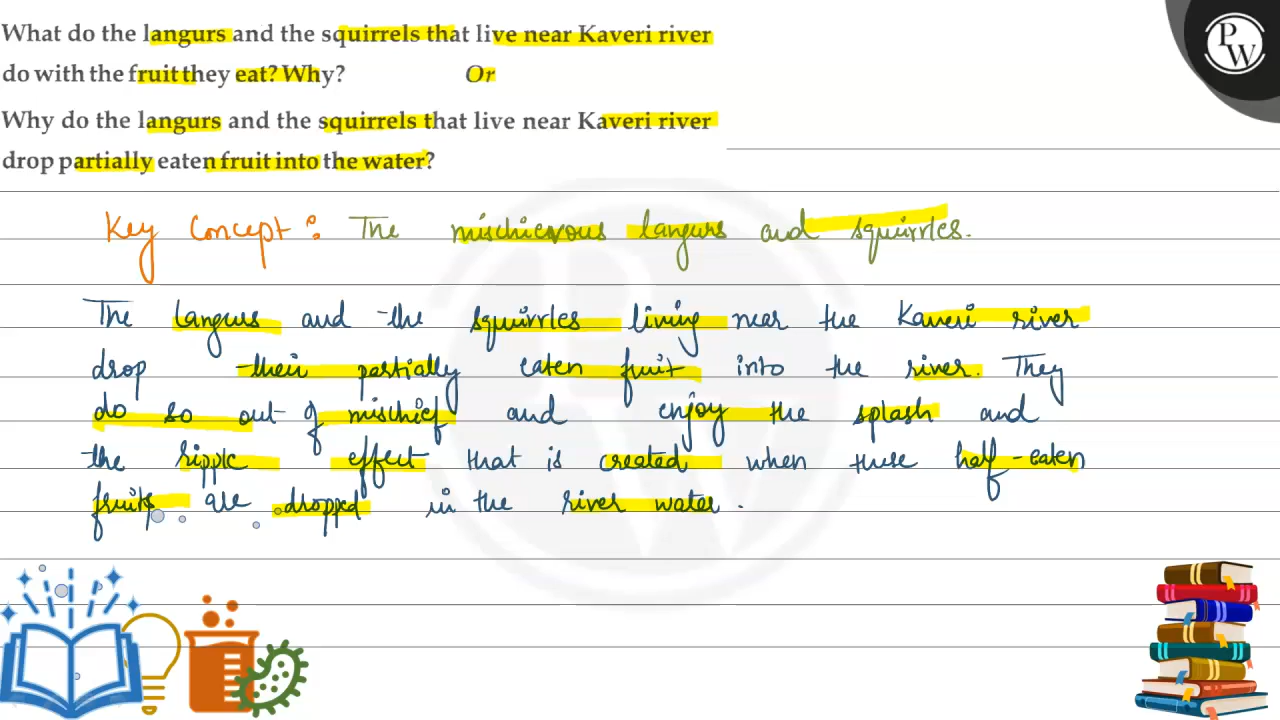 What do the langurs and the squirrels that live near Kaveri river
do with the fruit they eat? Why? Or
Why do the langurs and the squirrels that live near Kaveri river
drop partially eaten fruit into the water?
Key Concept: The mischievous langurs and squirrles.
The langurs and the squirrles living near the Kaveri river
drop their partially eaten fruit into the river. They
do so out of mischief and enjoy the splash and
the ripple effect that is created when these half-eaten
fruits are dropped in the river water.
PW